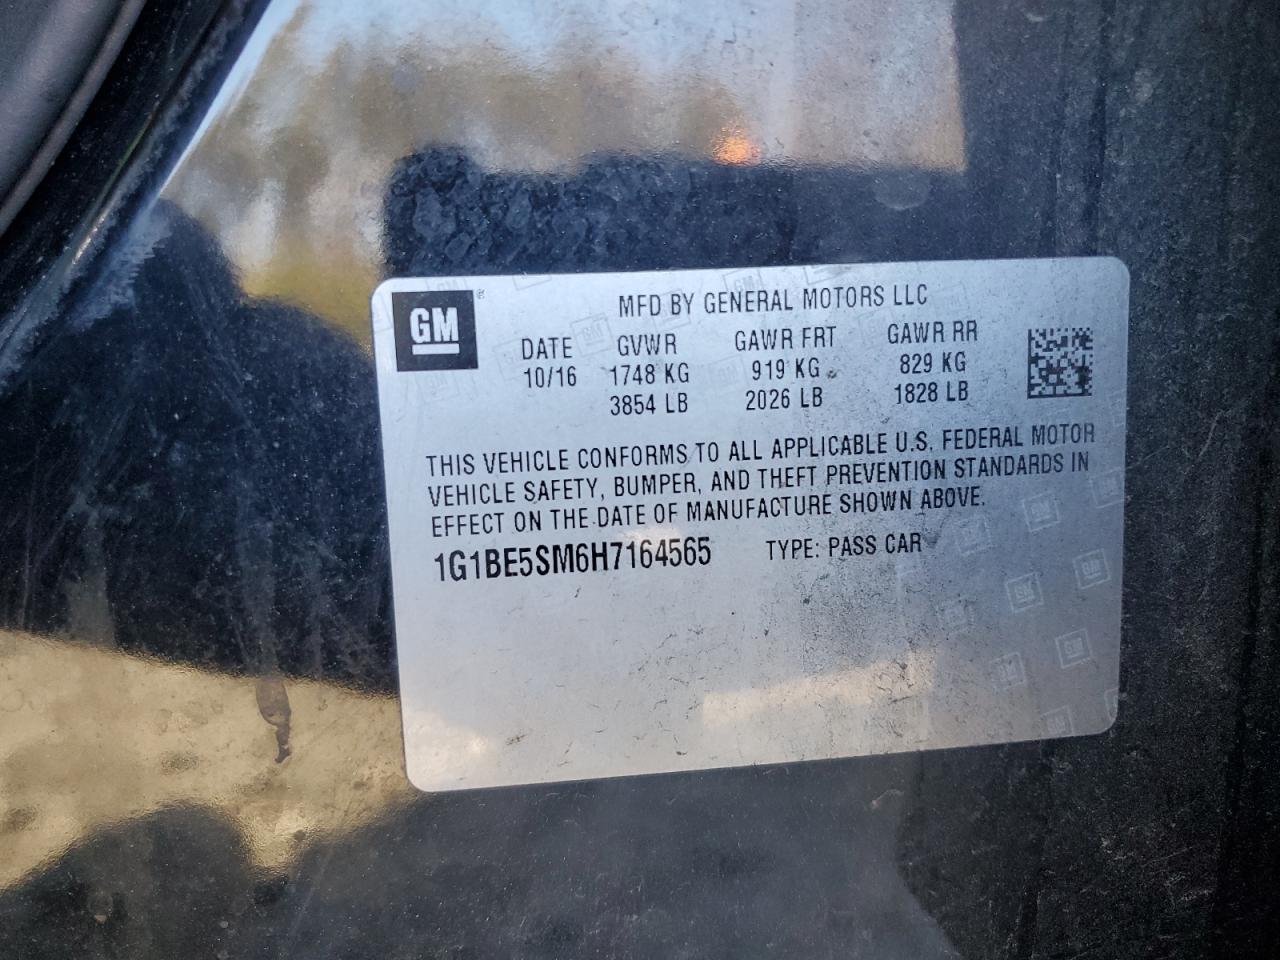 GM ®
MFD BY GENERAL MOTORS LLC
DATE GVWR GAWR FRT GAWR RR
10/16 1748 KG 919 KG 829 KG
3854 LB 2026 LB 1828 LB
THIS VEHICLE CONFORMS TO ALL APPLICABLE U.S. FEDERAL MOTOR
VEHICLE SAFETY, BUMPER, AND THEFT PREVENTION STANDARDS IN
EFFECT ON THE DATE OF MANUFACTURE SHOWN ABOVE.
1G1BE5SM6H7164565 TYPE: PASS CAR